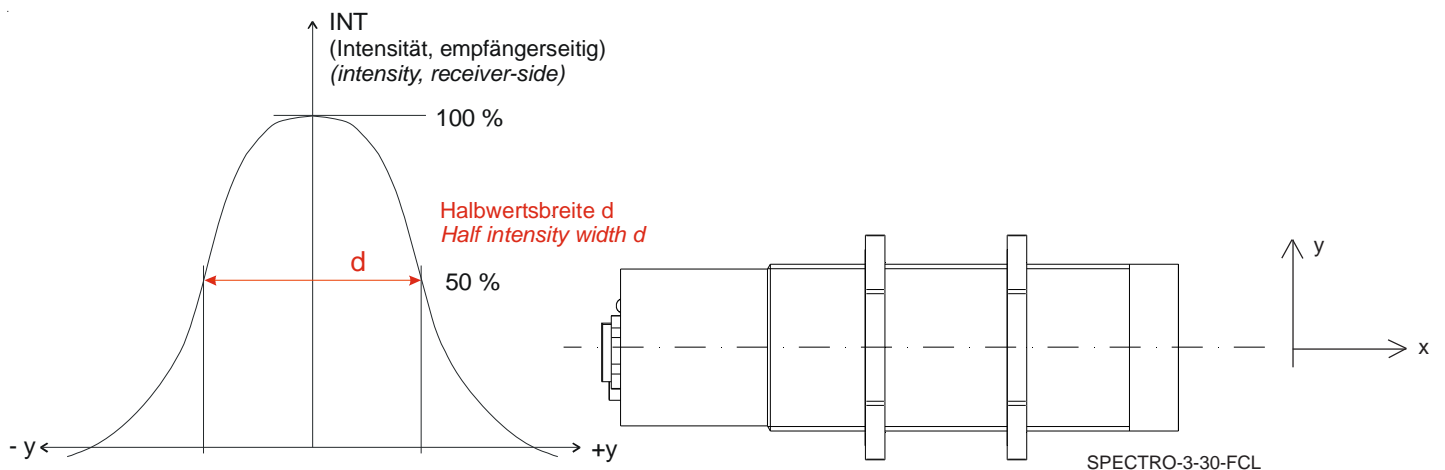 INT
(Intensität, empfängerseitig)
(intensity, receiver-side)
100 %
Halbwertsbreite d
Half intensity width d
d
50 %
- y
+y
y
x
SPECTRO-3-30-FCL